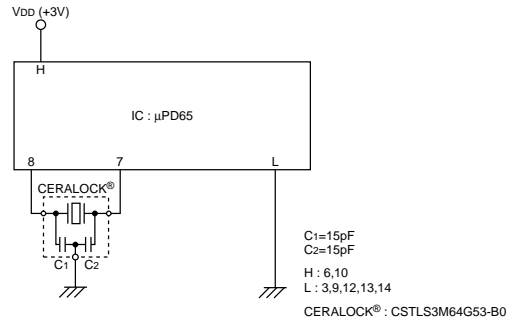 VDD (+3V)
H
IC : μPD65
8 7 L
CERALOCK®
C1 C2
C1=15pF
C2=15pF
H : 6,10
L : 3,9,12,13,14
CERALOCK® : CSTLS3M64G53-B0